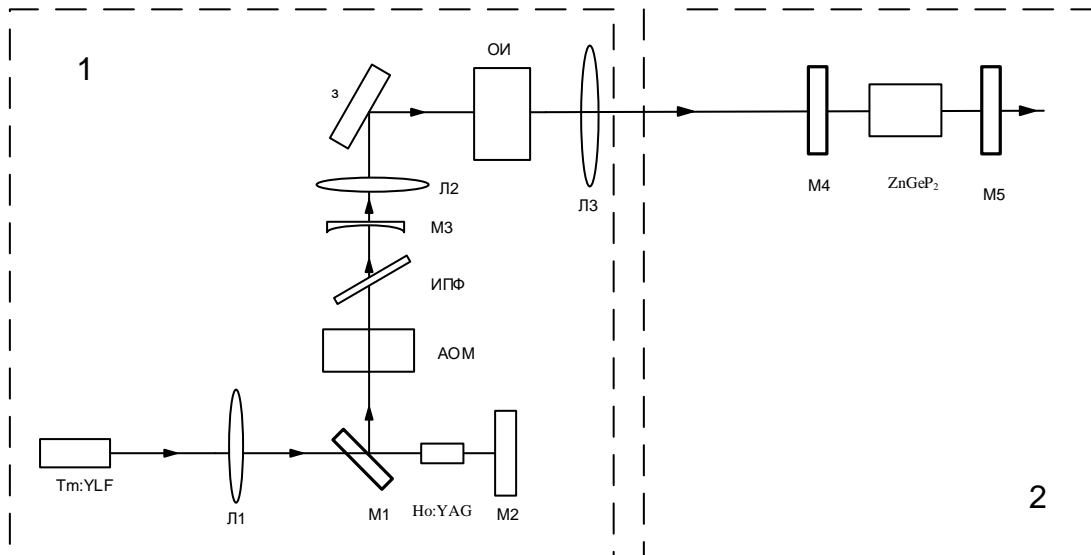 1
ОИ
з
Л2
Л3
М4
ZnGeP₂
М5
М3
ИПФ
АОМ
Tm:YLF
Л1
М1
Ho:YAG
М2
2